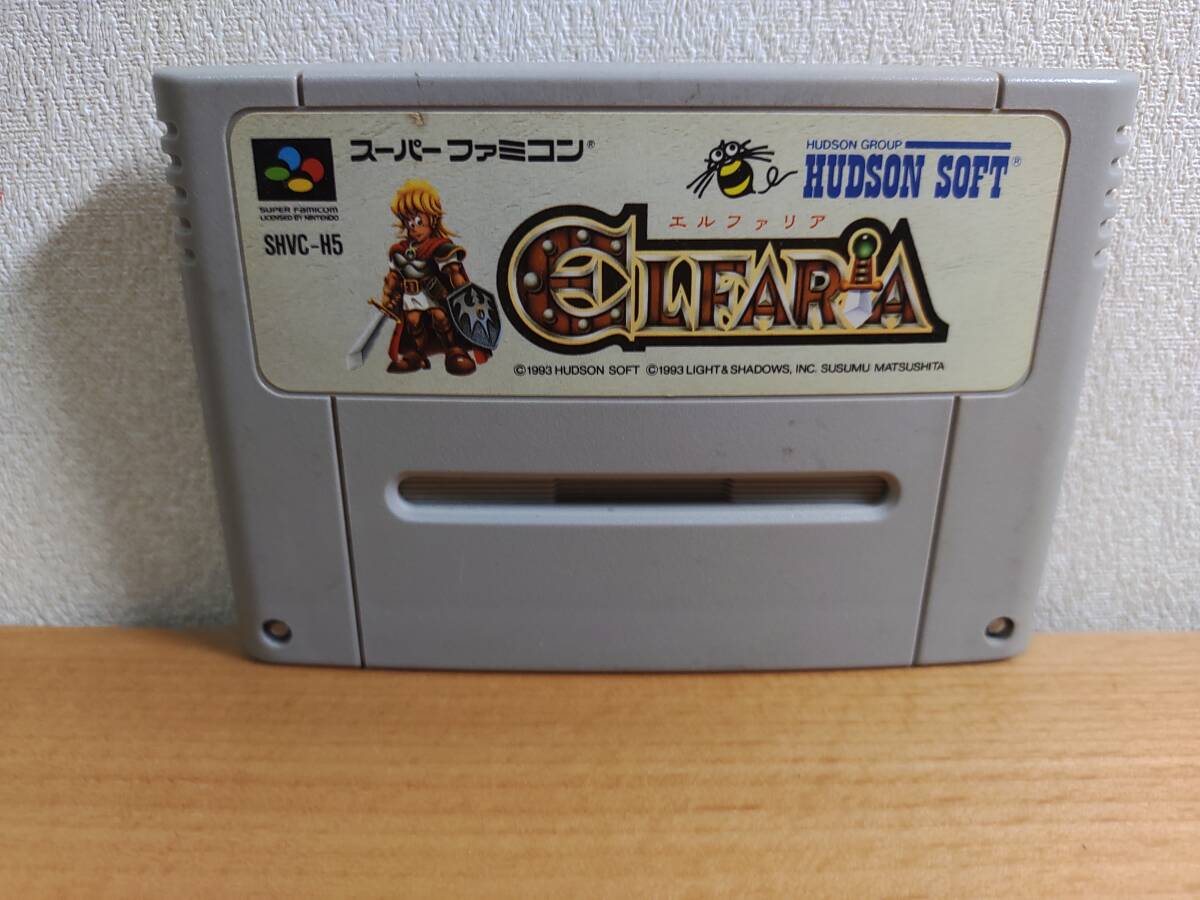 スーパーファミコン®
HUDSON GROUP
HUDSON SOFT®
SUPER FAMICOM
LICENSED BY NINTENDO
SHVC-H5
エルファリア
ELFARIA
©1993 HUDSON SOFT ©1993 LIGHT & SHADOWS, INC. SUSUMU MATSUSHITA